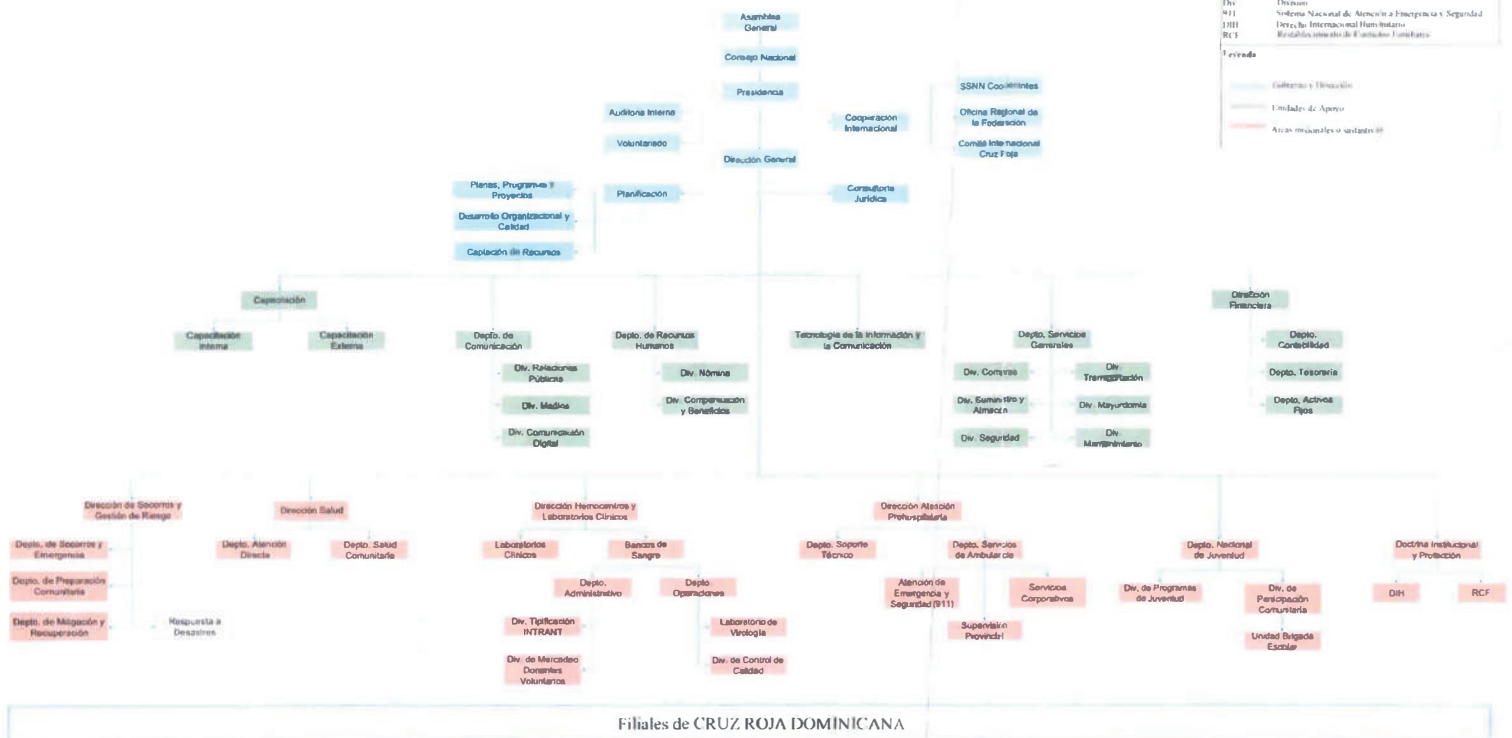 Div División
911 Sistema Nacional de Atención a Emergencia y Seguridad
DIH Derecho Internacional Humanitario
RCF Restablecimiento de Contactos Familiares
Leyenda
Gobierno y Dirección
Unidades de Apoyo
Áreas misionales o sustantivas
Asamblea
General
Consejo Nacional
Presidencia
Auditoria Interna
Voluntariado
Cooperación
Internacional
SSNN Cooperantes
Oficina Regional de
la Federación
Comité Internacional
Cruz Roja
Dirección General
Planes, Programas y
Proyectos
Desarrollo Organizacional y
Calidad
Captación de Recursos
Planificación
Consultoría
Jurídica
Capacitación
Capacitación
Interna
Capacitación
Externa
Depto. de
Comunicación
Div. Relaciones
Públicas
Div. Medios
Div. Comunicación
Digital
Depto. de Recursos
Humanos
Div. Nómina
Div. Compensación
y Beneficios
Tecnología de la Información y
la Comunicación
Depto. Servicios
Generales
Div. Compras
Div.
Transportación
Div. Suministro y
Almacén
Div. Mayordomía
Div. Seguridad
Div.
Mantenimiento
Dirección
Financiera
Depto.
Contabilidad
Depto. Tesorería
Depto. Activos
Fijos
Dirección de Socorros y
Gestión de Riesgo
Depto. de Socorros y
Emergencia
Depto. de Preparación
Comunitaria
Depto. de Mitigación y
Recuperación
Respuesta a
Desastres
Dirección Salud
Depto. Atención
Directa
Depto. Salud
Comunitaria
Dirección Hemocentros y
Laboratorios Clínicos
Laboratorios
Clínicos
Bancos de
Sangre
Depto.
Administrativo
Depto
Operaciones
Div. Tipificación
INTRANT
Div. de Mercadeo
Donantes
Voluntarios
Laboratorio de
Virología
Div. de Control de
Calidad
Dirección Atención
Prehospitalaria
Depto. Soporte
Técnico
Depto. Servicios
de Ambulancia
Atención de
Emergencia y
Seguridad (911)
Servicios
Corporativos
Supervisión
Provincial
Depto. Nacional
de Juventud
Div. de Programas
de Juventud
Div. de
Participación
Comunitaria
Unidad Brigada
Escolar
Doctrina Institucional
y Protección
DIH
RCF
Filiales de CRUZ ROJA DOMINICANA